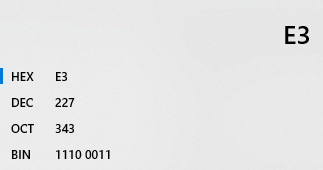 E3
HEX E3
DEC 227
OCT 343
BIN 1110 0011